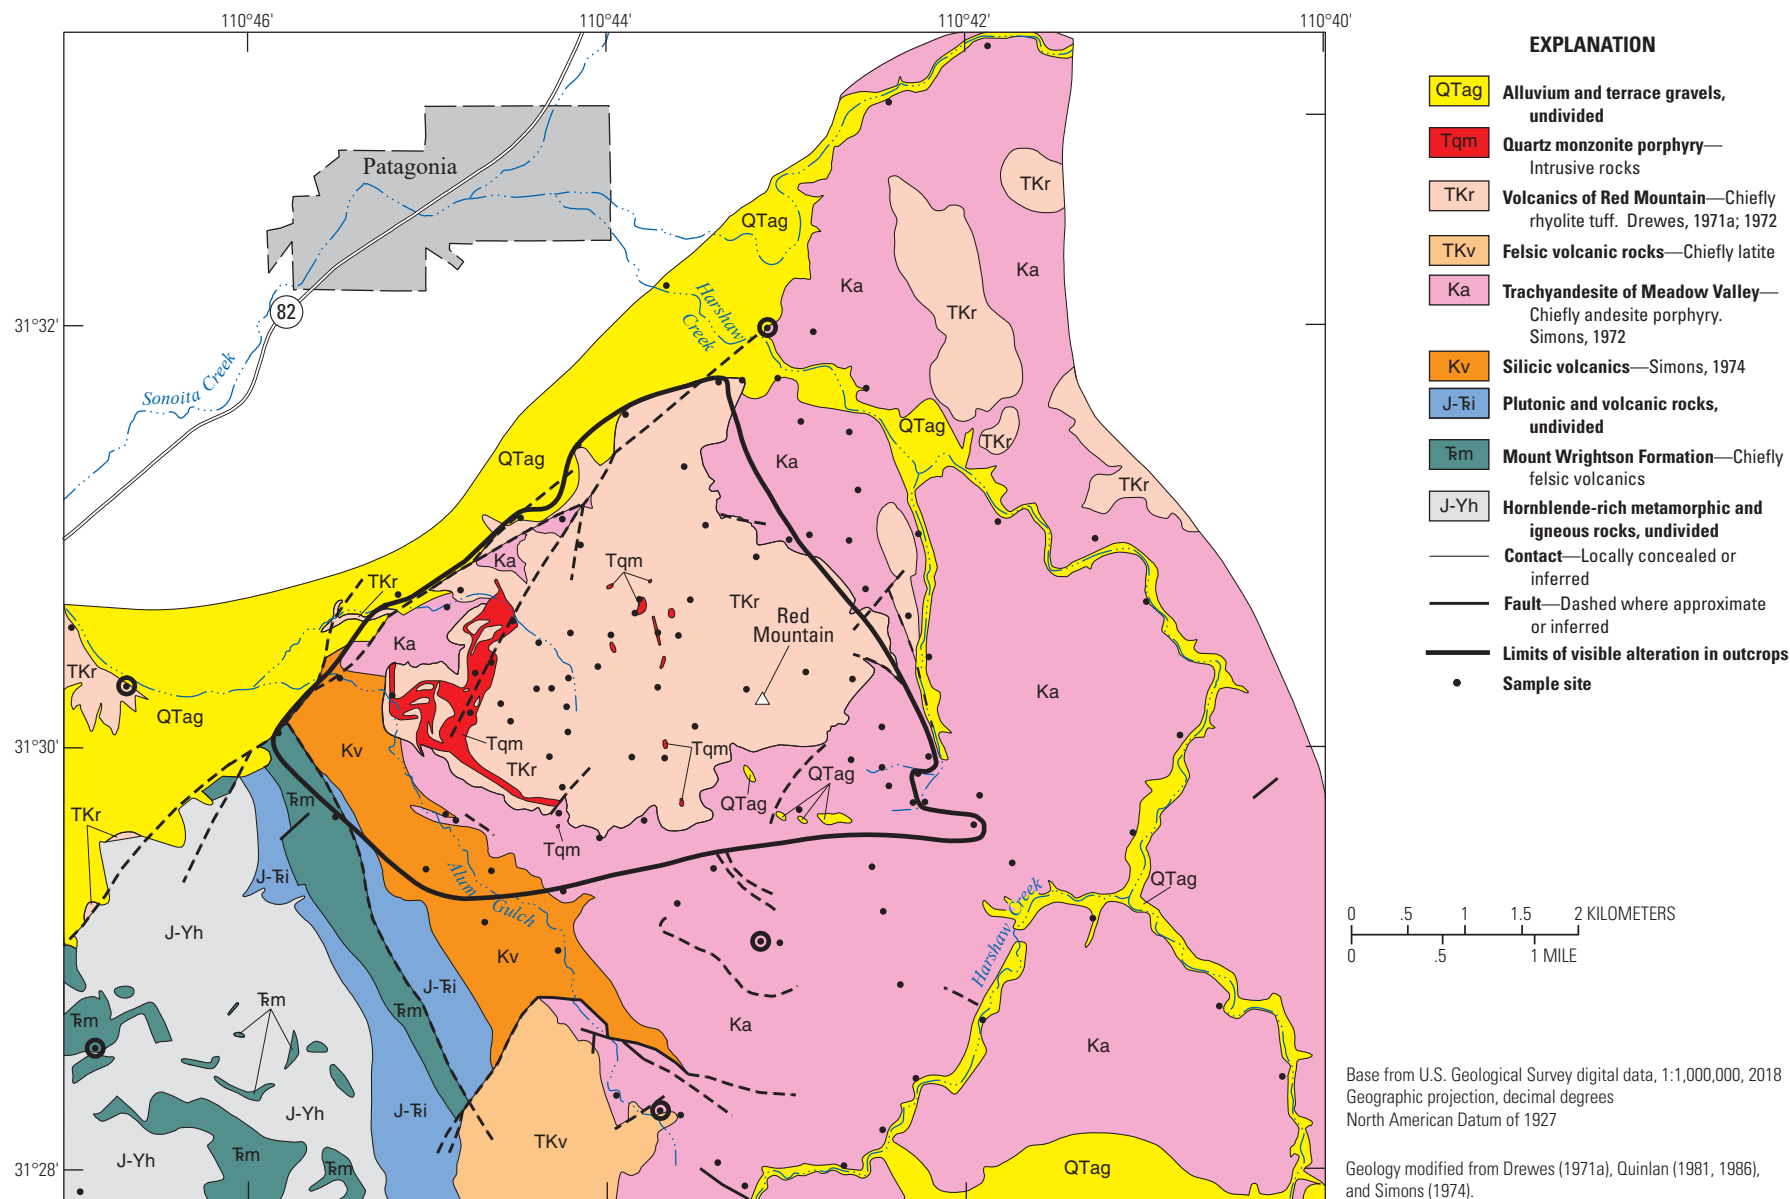 110°46'
110°44'
110°42'
110°40'
Patagonia
82
Sonoita Creek
Harshaw
Creek
31°32'
31°30'
31°28'
QTag
TKr
Ka
Ka
TKr
QTag
TKr
TKr
Ka
QTag
TKr
Ka
Tqm
TKr
Red
Mountain
Ka
TKr
QTag
Ka
Kv
Tqm
TKr
Tqm
QTag
QTag
Tqm
TKr
Ꞧm
J-Ꞧi
Alum
Gulch
QTag
Harshaw Creek
J-Yh
Kv
J-Ꞧi
Ꞧm
Ꞧm
Ꞧm
Ka
Ka
J-Yh
J-Ꞧi
TKv
J-Yh
Ꞧm
Ꞧm
QTag
EXPLANATION
QTag Alluvium and terrace gravels,
undivided
Tqm Quartz monzonite porphyry—
Intrusive rocks
TKr Volcanics of Red Mountain—Chiefly
rhyolite tuff. Drewes, 1971a; 1972
TKv Felsic volcanic rocks—Chiefly latite
Ka Trachyandesite of Meadow Valley—
Chiefly andesite porphyry.
Simons, 1972
Kv Silicic volcanics—Simons, 1974
J-Ꞧi Plutonic and volcanic rocks,
undivided
Ꞧm Mount Wrightson Formation—Chiefly
felsic volcanics
J-Yh Hornblende-rich metamorphic and
igneous rocks, undivided
Contact—Locally concealed or
inferred
Fault—Dashed where approximate
or inferred
Limits of visible alteration in outcrops
Sample site
0 .5 1 1.5 2 KILOMETERS
0 .5 1 MILE
Base from U.S. Geological Survey digital data, 1:1,000,000, 2018
Geographic projection, decimal degrees
North American Datum of 1927
Geology modified from Drewes (1971a), Quinlan (1981, 1986),
and Simons (1974).